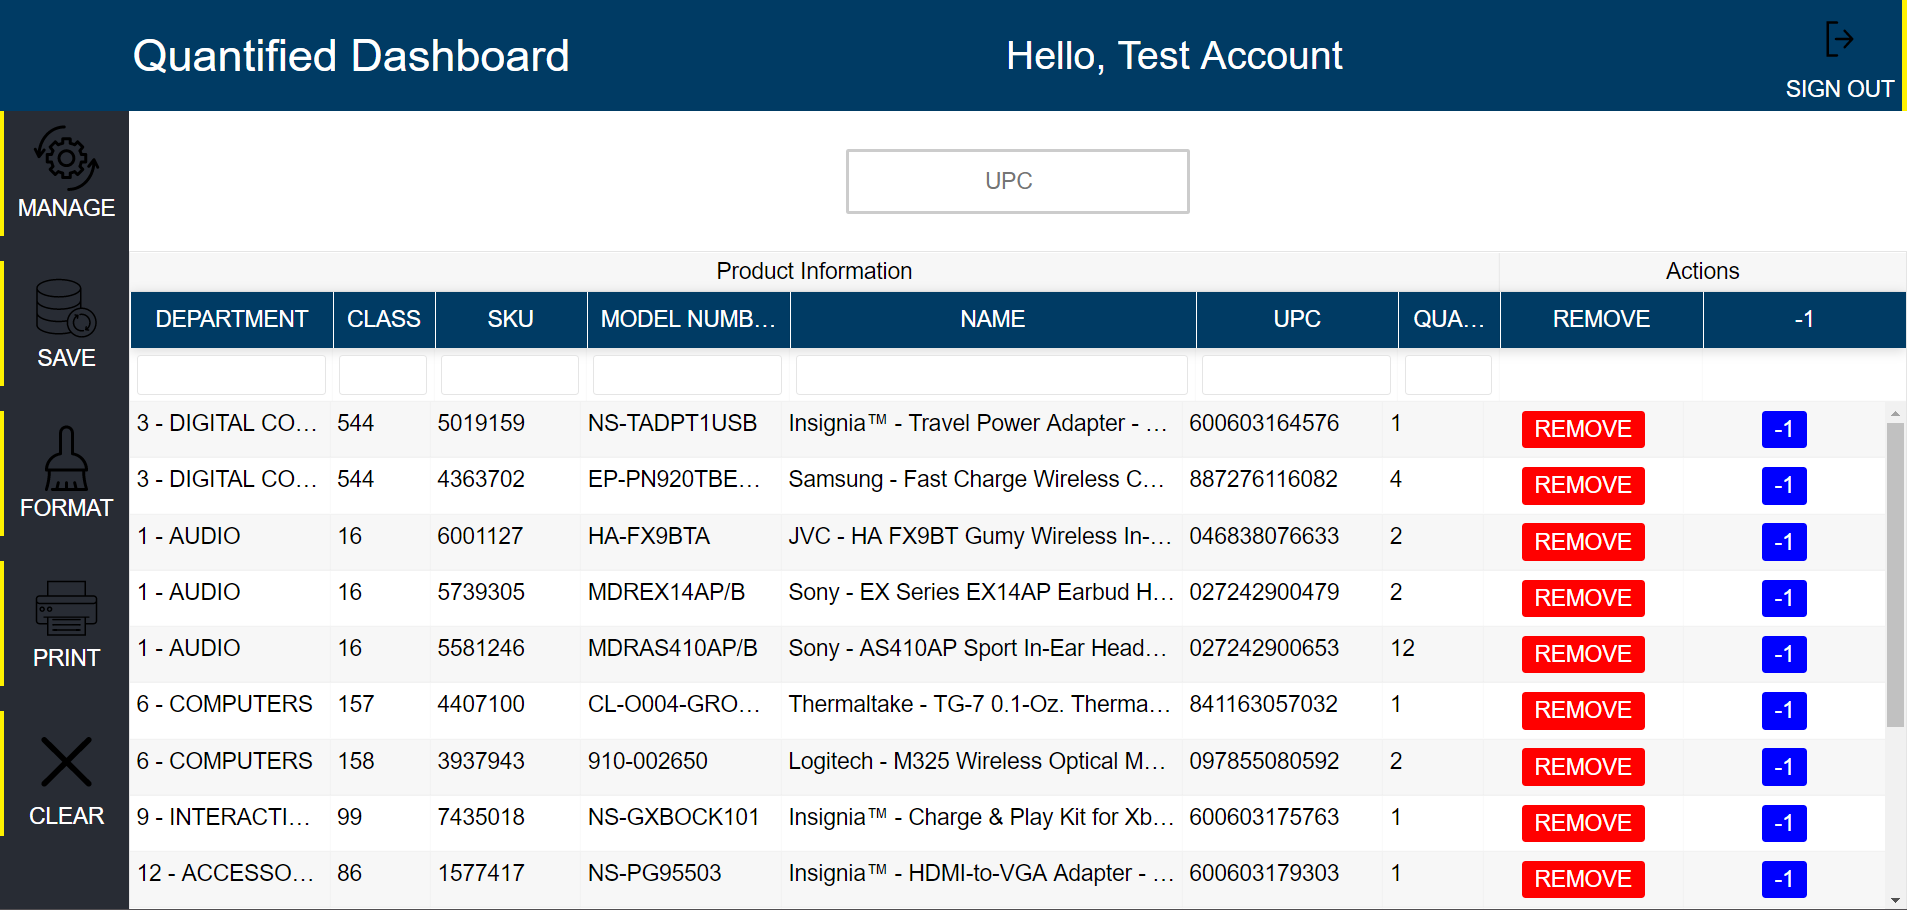 Quantified Dashboard
Hello, Test Account
SIGN OUT
MANAGE
SAVE
FORMAT
PRINT
CLEAR
UPC
Product Information Actions
DEPARTMENT CLASS SKU MODEL NUMB... NAME UPC QUA... REMOVE -1
3 - DIGITAL CO... 544 5019159 NS-TADPT1USB Insignia™ - Travel Power Adapter - ... 600603164576 1 REMOVE -1
3 - DIGITAL CO... 544 4363702 EP-PN920TBE... Samsung - Fast Charge Wireless C... 887276116082 4 REMOVE -1
1 - AUDIO 16 6001127 HA-FX9BTA JVC - HA FX9BT Gumy Wireless In-... 046838076633 2 REMOVE -1
1 - AUDIO 16 5739305 MDREX14AP/B Sony - EX Series EX14AP Earbud H... 027242900479 2 REMOVE -1
1 - AUDIO 16 5581246 MDRAS410AP/B Sony - AS410AP Sport In-Ear Head... 027242900653 12 REMOVE -1
6 - COMPUTERS 157 4407100 CL-O004-GRO... Thermaltake - TG-7 0.1-Oz. Therma... 841163057032 1 REMOVE -1
6 - COMPUTERS 158 3937943 910-002650 Logitech - M325 Wireless Optical M... 097855080592 2 REMOVE -1
9 - INTERACTI... 99 7435018 NS-GXBOCK101 Insignia™ - Charge & Play Kit for Xb... 600603175763 1 REMOVE -1
12 - ACCESSO... 86 1577417 NS-PG95503 Insignia™ - HDMI-to-VGA Adapter - ... 600603179303 1 REMOVE -1